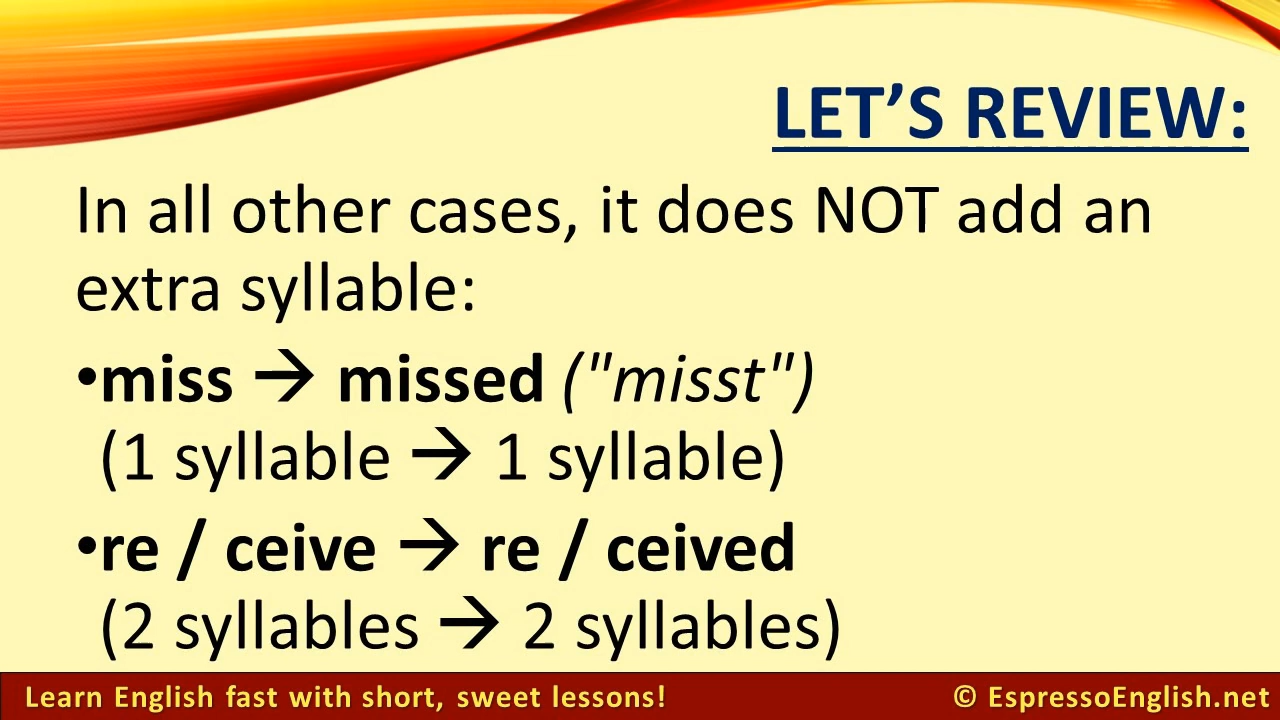 LET’S REVIEW:
In all other cases, it does NOT add an
extra syllable:
•miss → missed ("misst")
(1 syllable → 1 syllable)
•re / ceive → re / ceived
(2 syllables → 2 syllables)
Learn English fast with short, sweet lessons!
© EspressoEnglish.net